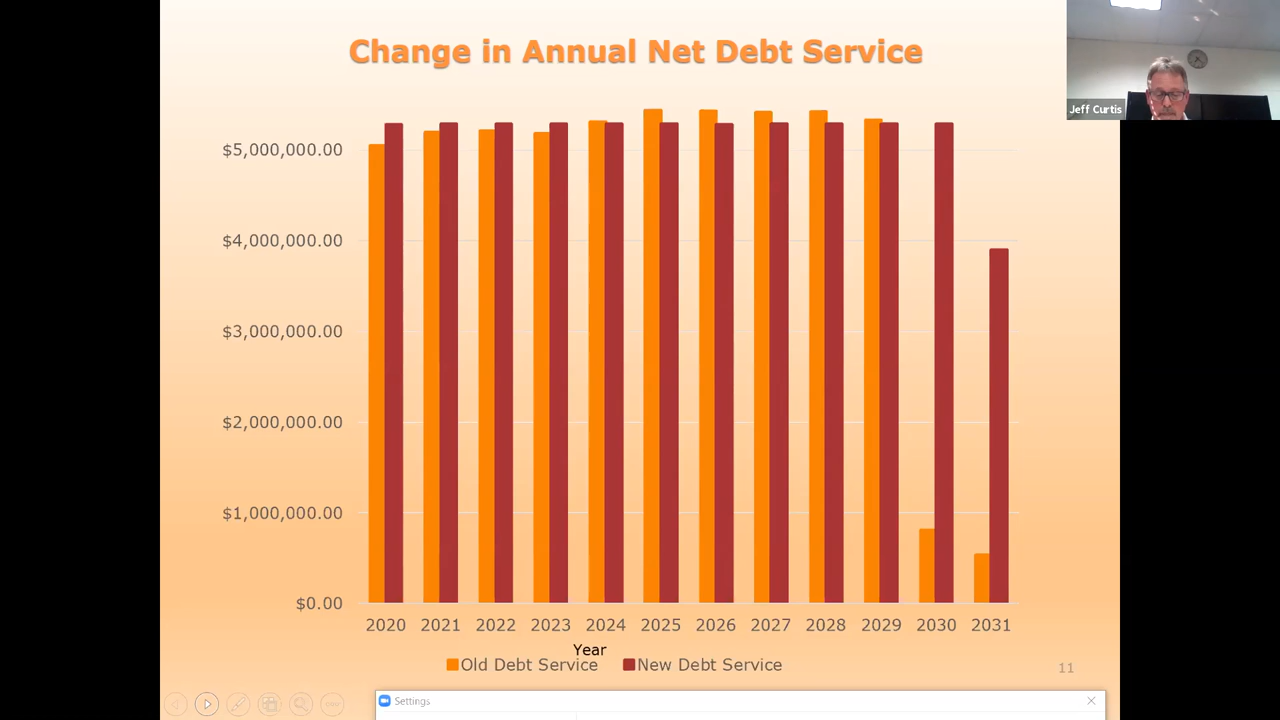 Change in Annual Net Debt Service
Jeff Curtis
$5,000,000.00
$4,000,000.00
$3,000,000.00
$2,000,000.00
$1,000,000.00
$0.00
2020 2021 2022 2023 2024 2025 2026 2027 2028 2029 2030 2031
Year
Old Debt Service New Debt Service
11
Settings